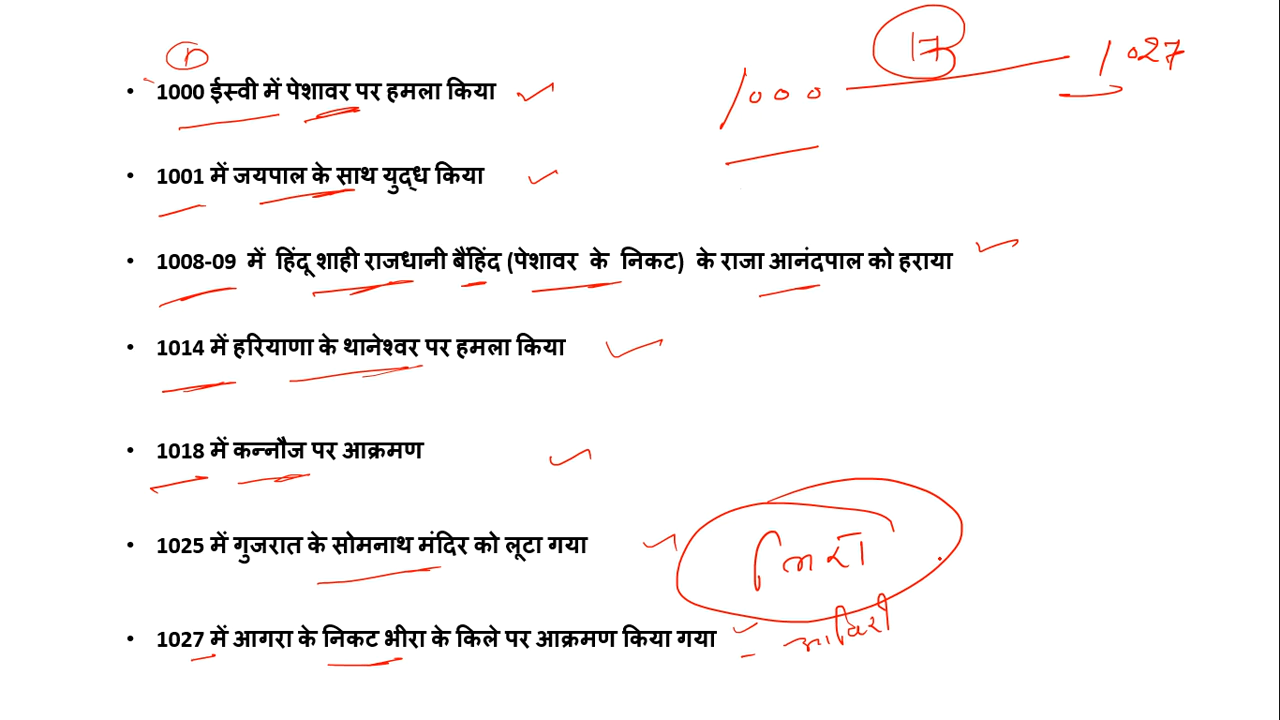 17
1000 1027
1000 ईस्वी में पेशावर पर हमला किया
1001 में जयपाल के साथ युद्ध किया
1008-09 में हिंदू शाही राजधानी बैंहिंद (पेशावर के निकट) के राजा आनंदपाल को हराया
1014 में हरियाणा के थानेश्वर पर हमला किया
1018 में कन्नौज पर आक्रमण
1025 में गुजरात के सोमनाथ मंदिर को लूटा गया
1027 में आगरा के निकट भीरा के किले पर आक्रमण किया गया